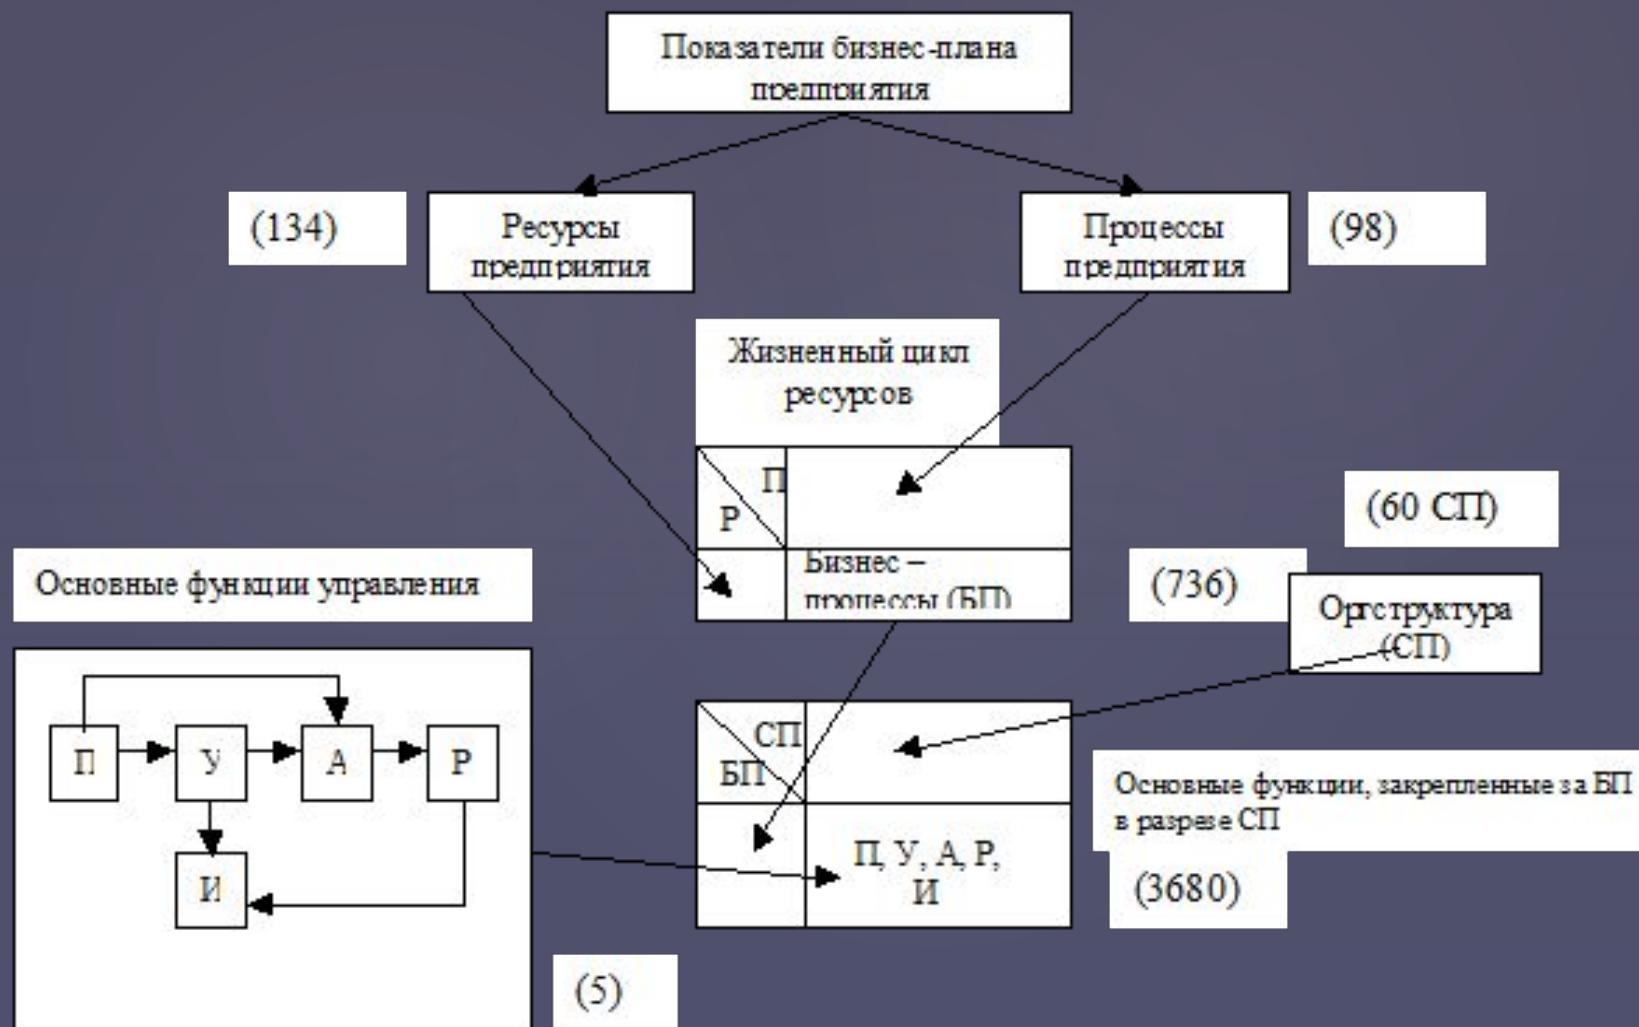 Показатели бизнес-плана
предприятия
(134)
Ресурсы
предприятия
Процессы
предприятия
(98)
Жизненный цикл
ресурсов
П
Р
Бизнес –
процессы (БП)
(60 СП)
(736)
Оргструктура
(СП)
Основные функции управления
П
У
А
Р
И
СП
БП
П, У, А, Р,
И
Основные функции, закрепленные за БП
в разрезе СП
(3680)
(5)